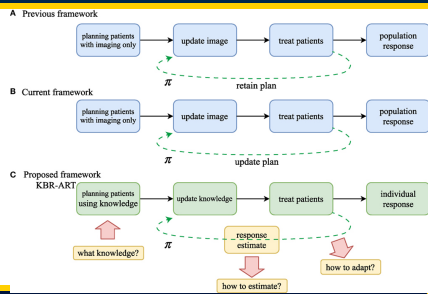 A Previous framework
planning patients
with imaging only
update image
treat patients
population
response
π
retain plan
B Current framework
planning patients
with imaging only
update image
treat patients
population
response
π
update plan
C Proposed framework
KBR-ART
planning patients
using knowledge
update knowledge
treat patients
individual
response
π
response
estimate
what knowledge?
how to adapt?
how to estimate?